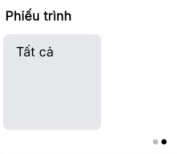 Phiếu trình
Tất cả